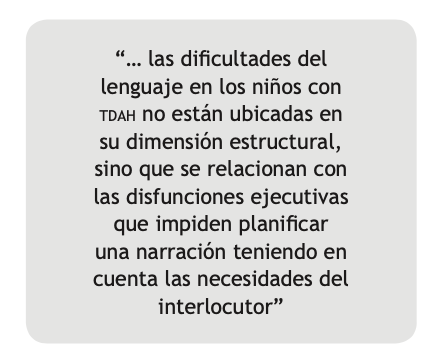 “… las dificultades del
lenguaje en los niños con
TDAH no están ubicadas en
su dimensión estructural,
sino que se relacionan con
las disfunciones ejecutivas
que impiden planificar
una narración teniendo en
cuenta las necesidades del
interlocutor”